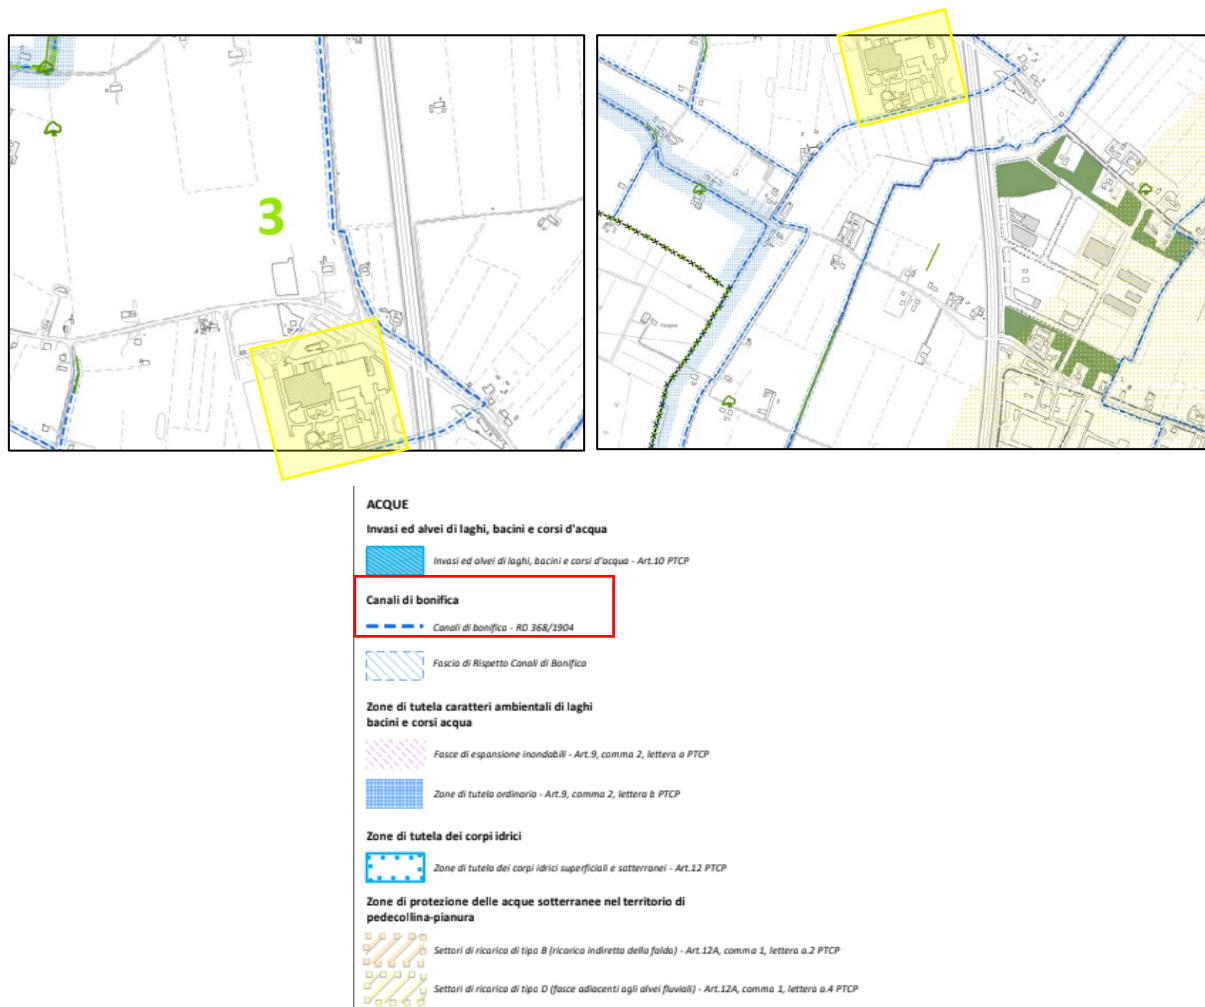 3
ACQUE
Invasi ed alvei di laghi, bacini e corsi d'acqua
Invasi ed alvei di laghi, bacini e corsi d'acqua - Art.10 PTCP
Canali di bonifica
Canali di bonifica - RD 368/1904
Fascia di Rispetto Canali di Bonifica
Zone di tutela caratteri ambientali di laghi
bacini e corsi acqua
Fasce di espansione inondabili - Art.9, comma 2, lettera a PTCP
Zone di tutela ordinaria - Art.9, comma 2, lettera b PTCP
Zone di tutela dei corpi idrici
Zone di tutela dei corpi idrici superficiali e sotterranei - Art.12 PTCP
Zone di protezione delle acque sotterranee nel territorio di
pedecollina-pianura
Settori di ricarica di tipo B (ricarica indiretta della falda) - Art.12A, comma 1, lettera a.2 PTCP
Settori di ricarica di tipo D (fasce adiacenti agli alvei fluviali) - Art.12A, comma 1, lettera a.4 PTCP